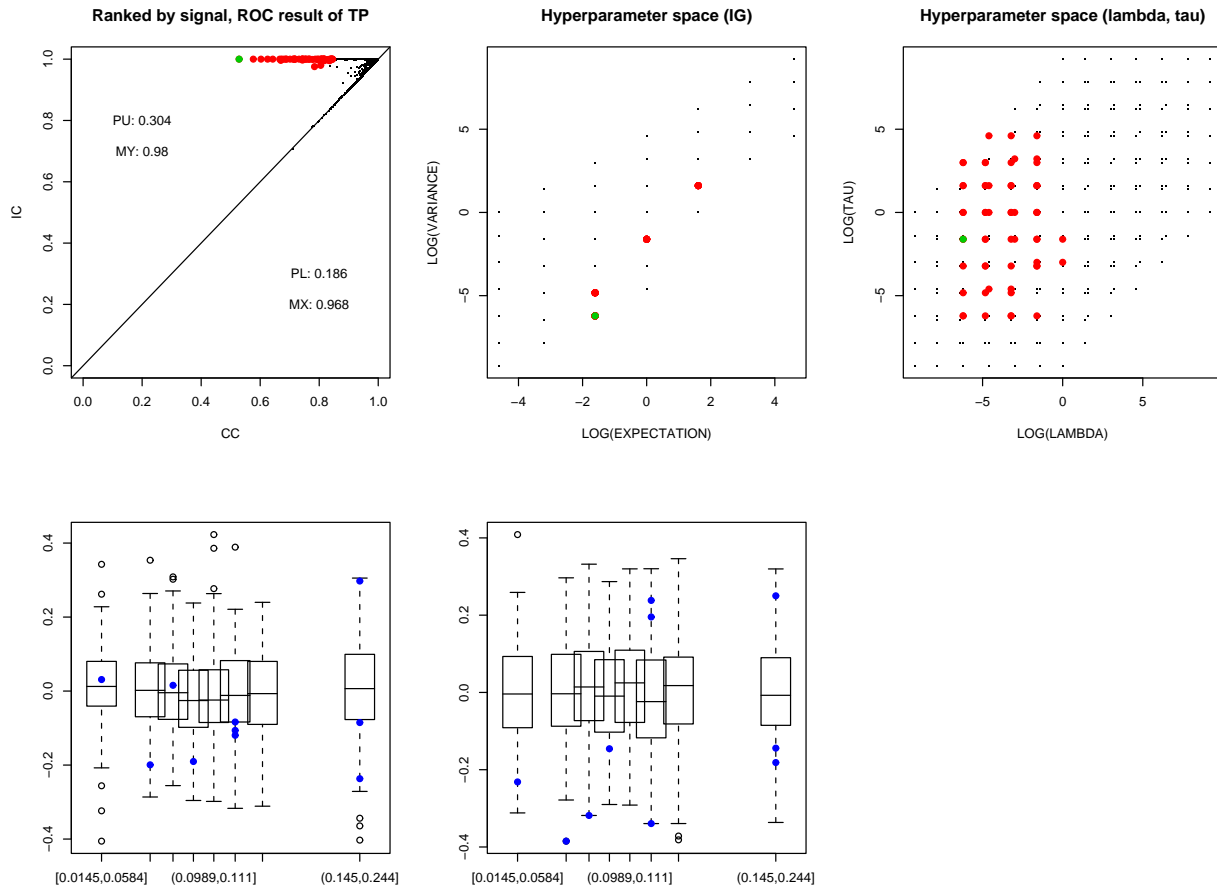 Ranked by signal, ROC result of TP
1.0
0.8
0.6
0.4
0.2
0.0
IC
PU: 0.304
MY: 0.98
PL: 0.186
MX: 0.968
0.0 0.2 0.4 0.6 0.8 1.0
CC
Hyperparameter space (IG)
5
0
−5
LOG(VARIANCE)
−4 −2 0 2 4
LOG(EXPECTATION)
Hyperparameter space (lambda, tau)
5
0
−5
LOG(TAU)
−5 0 5
LOG(LAMBDA)
0.4
0.2
0.0
−0.2
−0.4
[0.0145,0.0584] (0.0989,0.111] (0.145,0.244]
0.4
0.2
0.0
−0.2
−0.4
[0.0145,0.0584] (0.0989,0.111] (0.145,0.244]